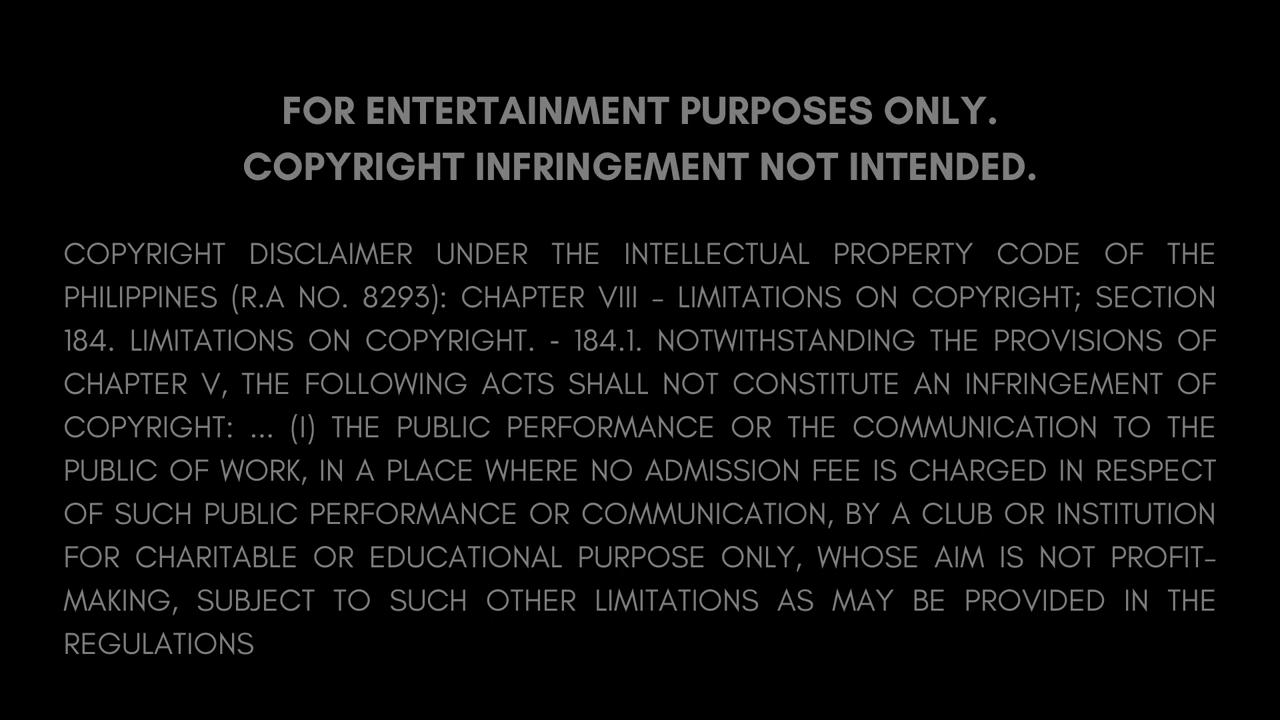 FOR ENTERTAINMENT PURPOSES ONLY.
COPYRIGHT INFRINGEMENT NOT INTENDED.
COPYRIGHT DISCLAIMER UNDER THE INTELLECTUAL PROPERTY CODE OF THE
PHILIPPINES (R.A NO. 8293): CHAPTER VIII – LIMITATIONS ON COPYRIGHT; SECTION
184. LIMITATIONS ON COPYRIGHT. - 184.1. NOTWITHSTANDING THE PROVISIONS OF
CHAPTER V, THE FOLLOWING ACTS SHALL NOT CONSTITUTE AN INFRINGEMENT OF
COPYRIGHT: ... (I) THE PUBLIC PERFORMANCE OR THE COMMUNICATION TO THE
PUBLIC OF WORK, IN A PLACE WHERE NO ADMISSION FEE IS CHARGED IN RESPECT
OF SUCH PUBLIC PERFORMANCE OR COMMUNICATION, BY A CLUB OR INSTITUTION
FOR CHARITABLE OR EDUCATIONAL PURPOSE ONLY, WHOSE AIM IS NOT PROFIT-
MAKING, SUBJECT TO SUCH OTHER LIMITATIONS AS MAY BE PROVIDED IN THE
REGULATIONS